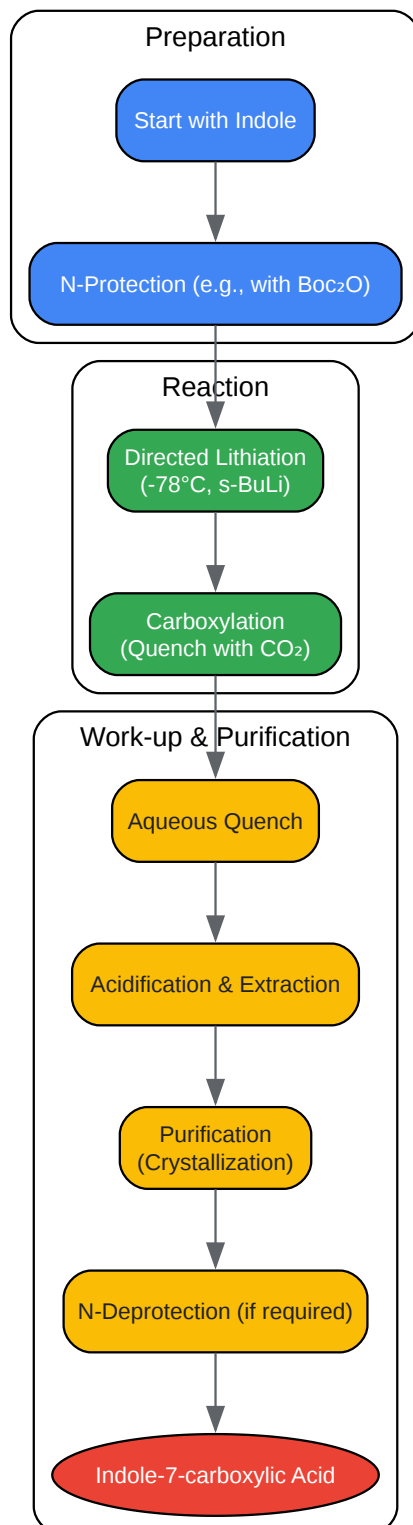 Preparation
Start with Indole
N-Protection (e.g., with Boc₂O)
Reaction
Directed Lithiation
(-78°C, s-BuLi)
Carboxylation
(Quench with CO₂)
Work-up & Purification
Aqueous Quench
Acidification & Extraction
Purification
(Crystallization)
N-Deprotection (if required)
Indole-7-carboxylic Acid